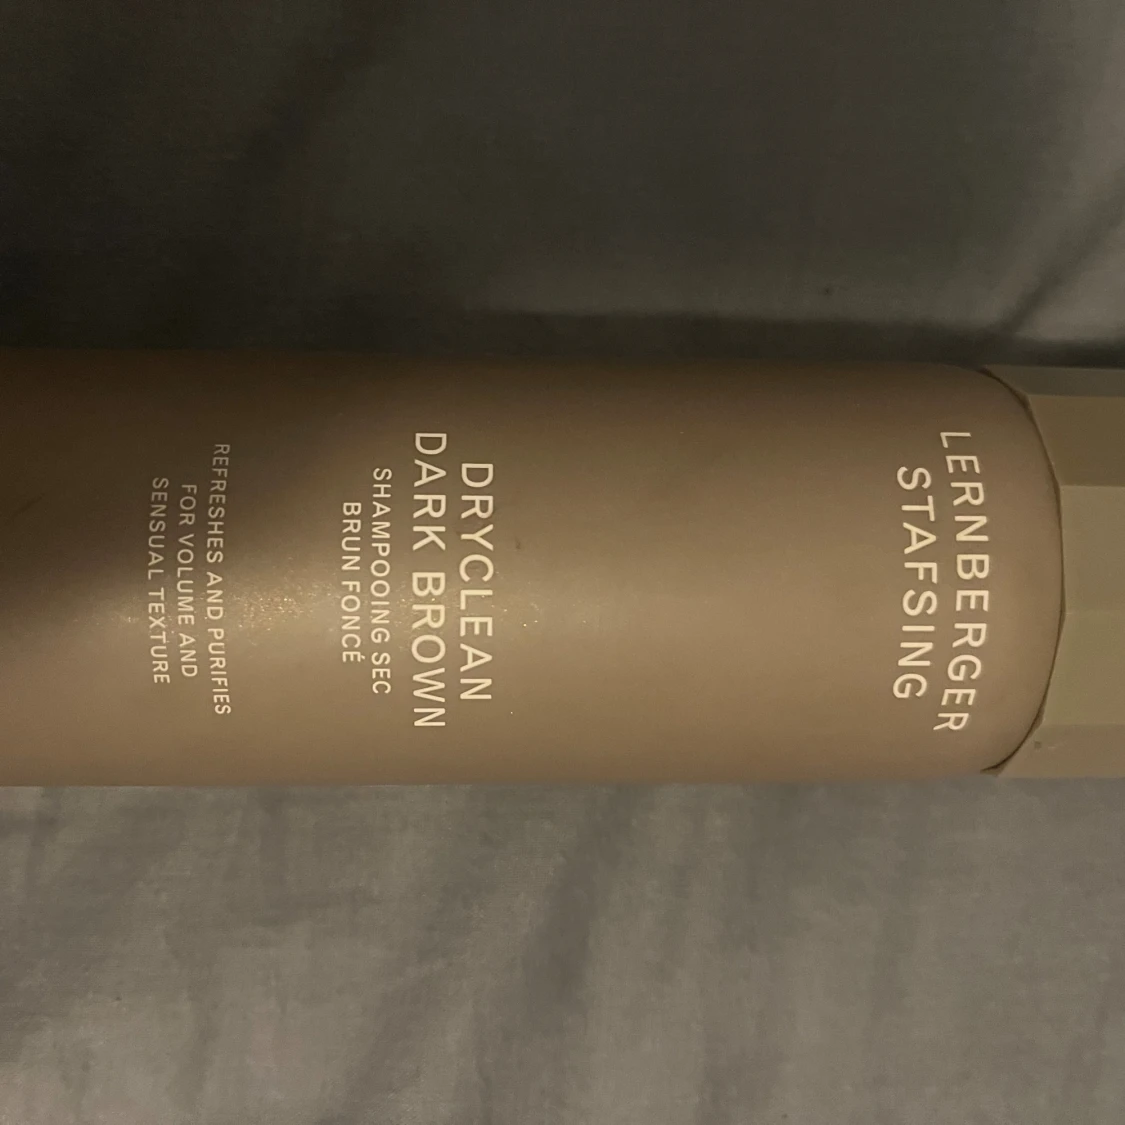 LERNBERGER
STAFSING
DRYCLEAN
DARK BROWN
SHAMPOOING SEC
BRUN FONCÉ
REFRESHES AND PURIFIES
FOR VOLUME AND
SENSUAL TEXTURE